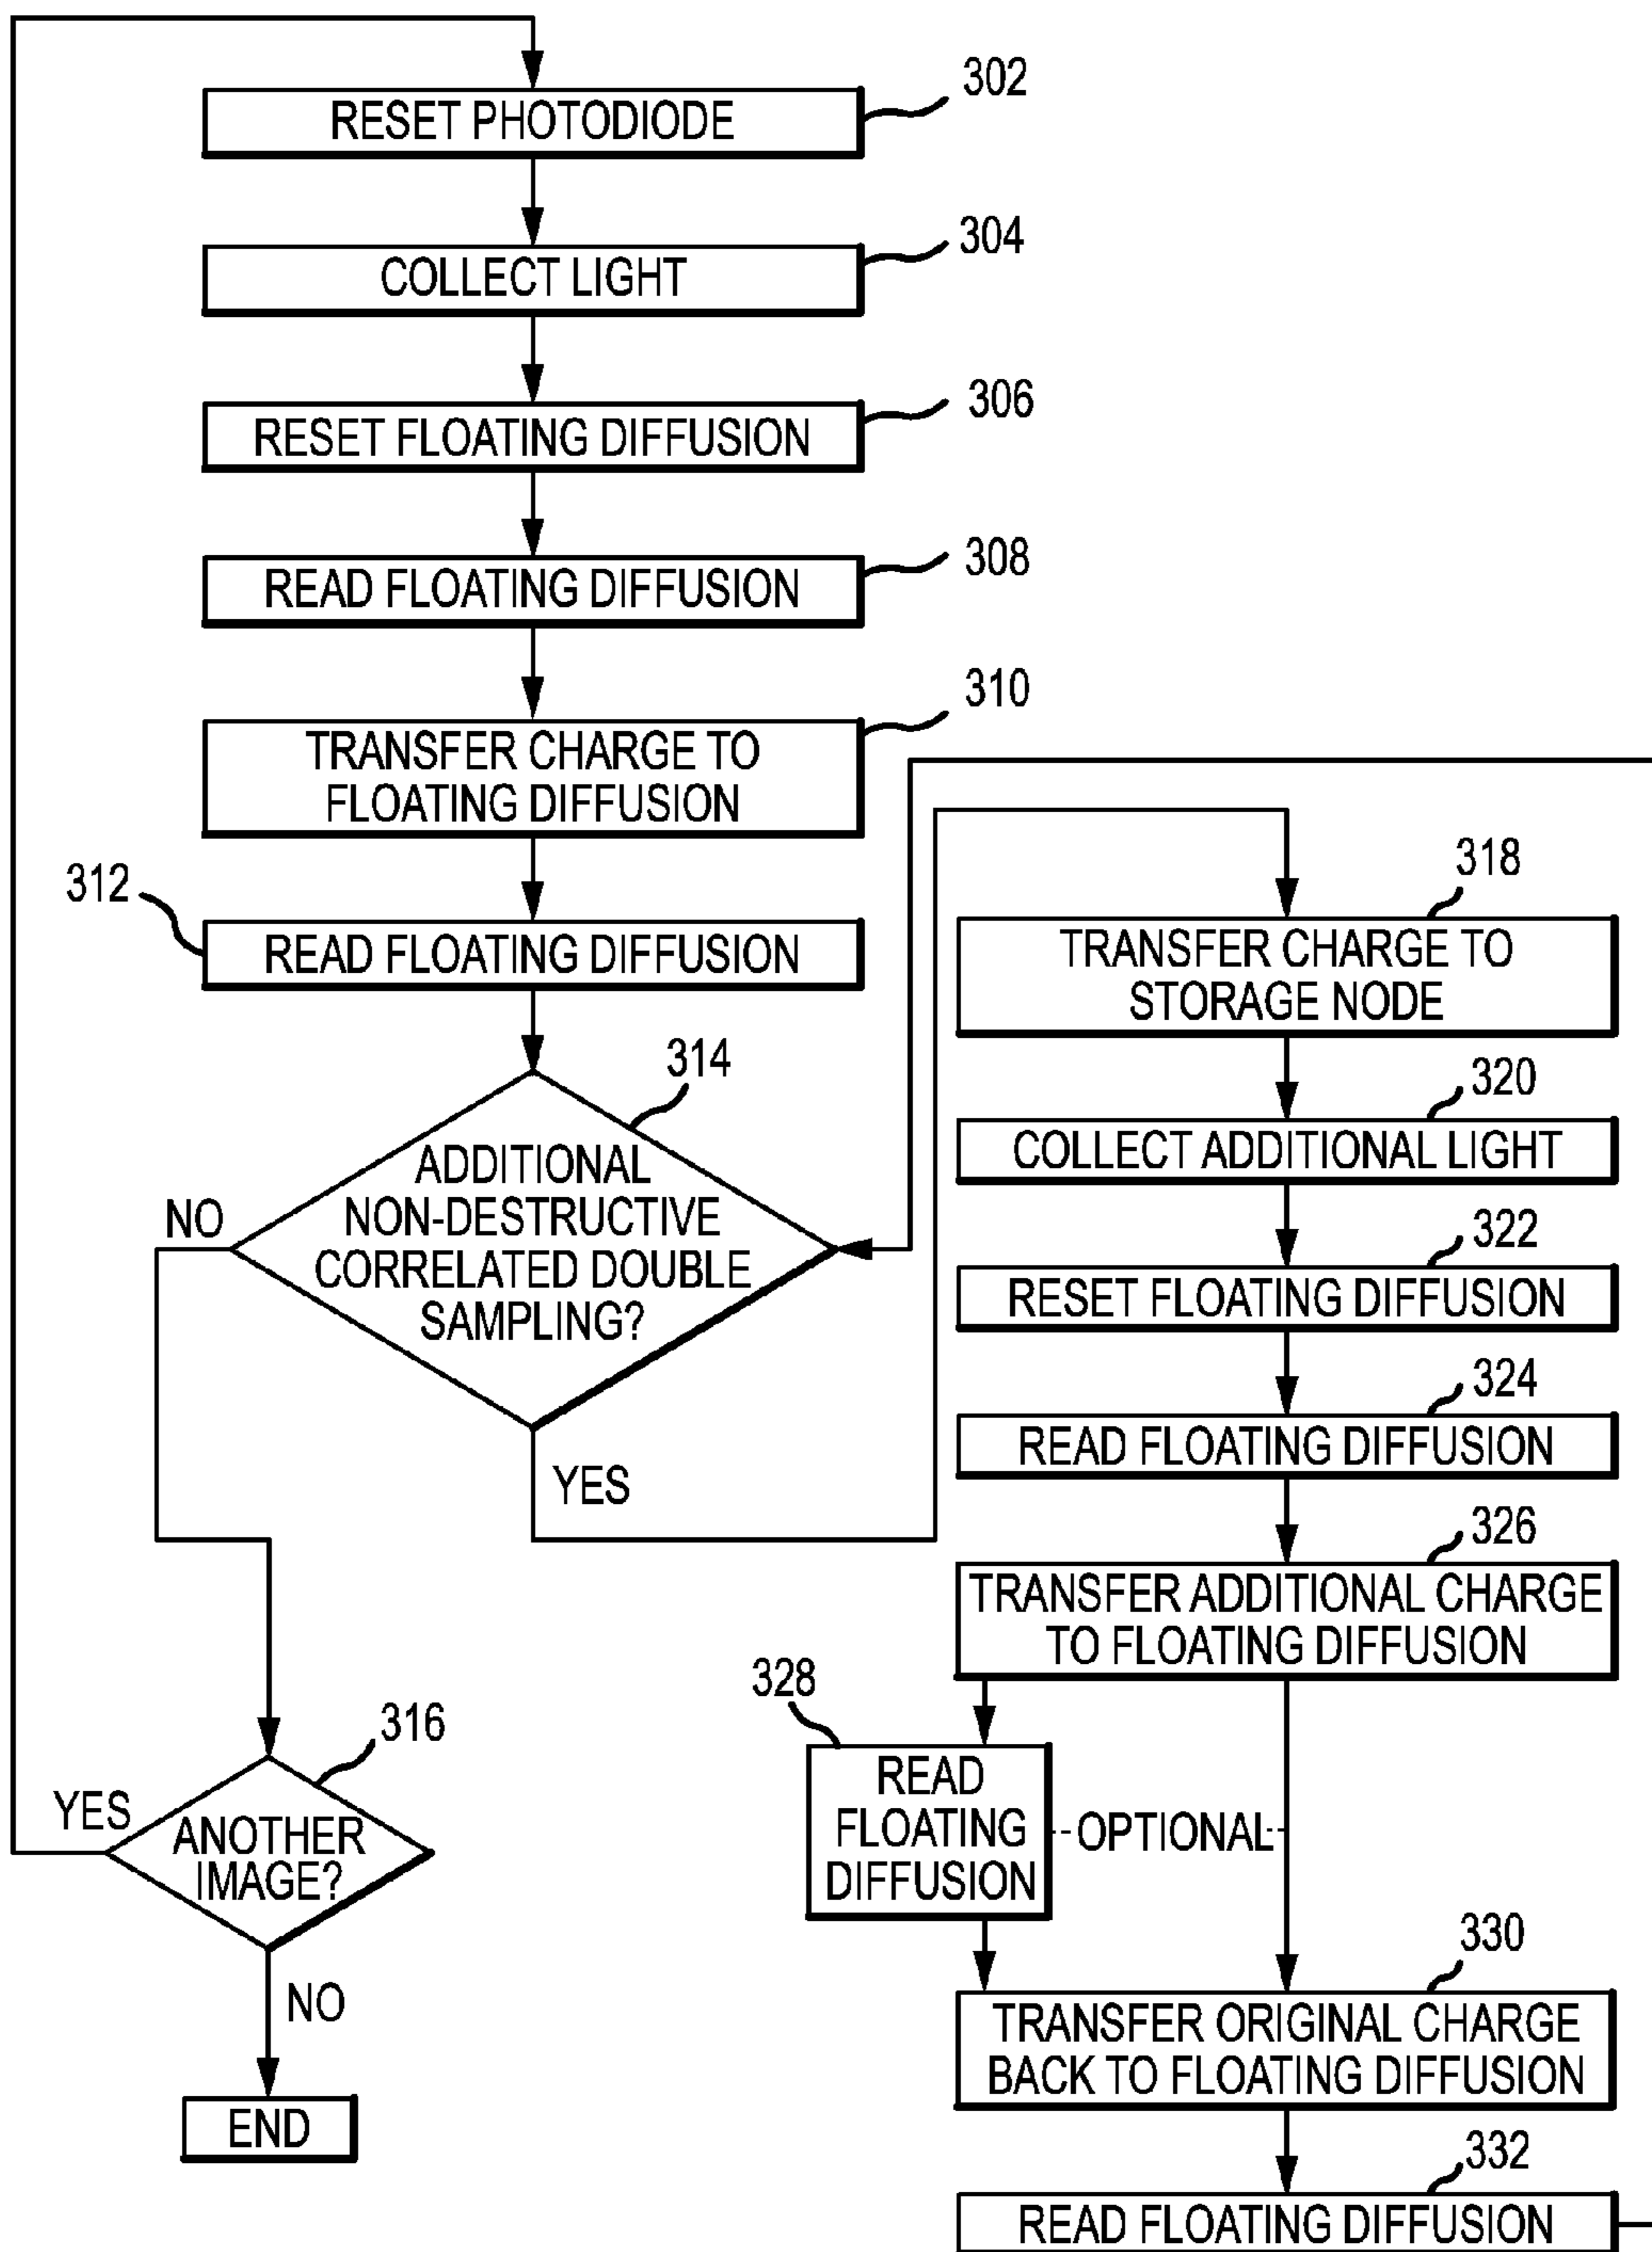 302
RESET PHOTODIODE
304
COLLECT LIGHT
306
RESET FLOATING DIFFUSION
308
READ FLOATING DIFFUSION
310
TRANSFER CHARGE TO
FLOATING DIFFUSION
312
READ FLOATING DIFFUSION
314
ADDITIONAL
NON-DESTRUCTIVE
CORRELATED DOUBLE
SAMPLING?
NO
YES
316
YES
ANOTHER
IMAGE?
NO
END
318
TRANSFER CHARGE TO
STORAGE NODE
320
COLLECT ADDITIONAL LIGHT
322
RESET FLOATING DIFFUSION
324
READ FLOATING DIFFUSION
326
TRANSFER ADDITIONAL CHARGE
TO FLOATING DIFFUSION
328
READ
FLOATING
DIFFUSION
OPTIONAL
330
TRANSFER ORIGINAL CHARGE
BACK TO FLOATING DIFFUSION
332
READ FLOATING DIFFUSION